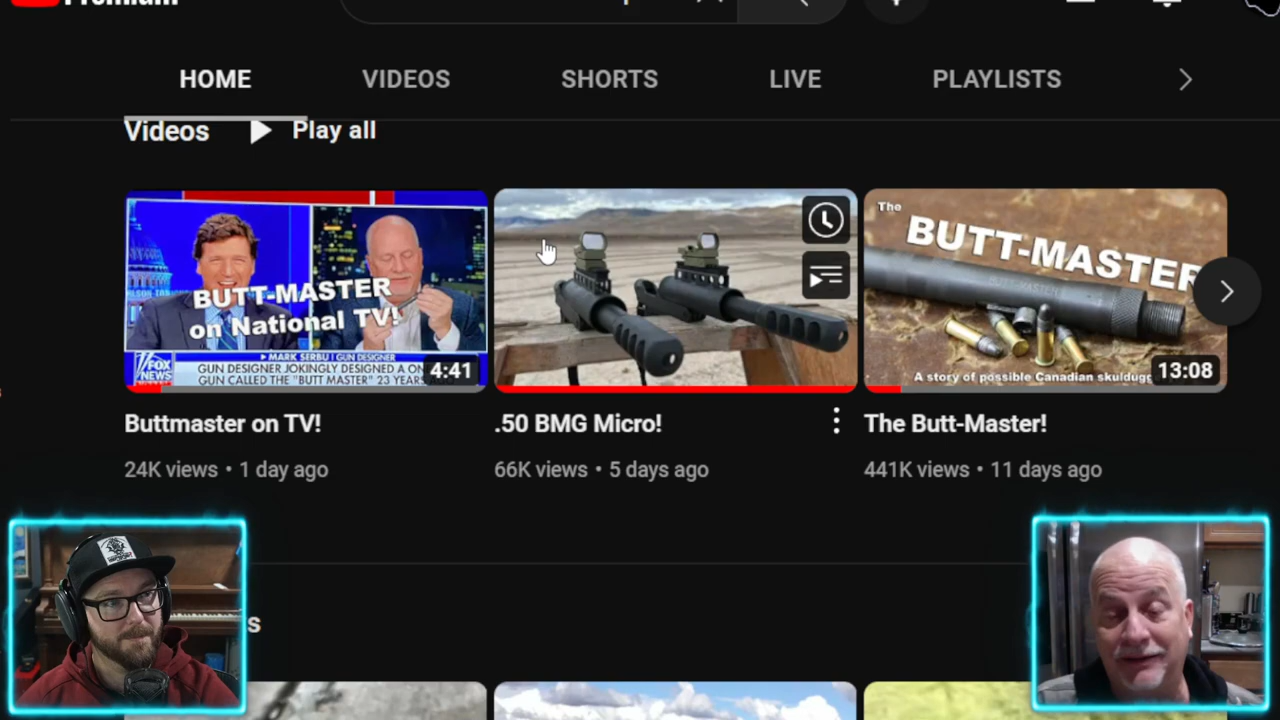 Premium
HOME VIDEOS SHORTS LIVE PLAYLISTS
Videos Play all
BUTT-MASTER
on National TV!
FOX
NEWS
MARK SERBU | GUN DESIGNER
GUN DESIGNER JOKINGLY DESIGNED A ON
GUN CALLED THE "BUTT MASTER" 23 YEARS
4:41
The
BUTT-MASTER
A story of possible Canadian skuldugg
13:08
Buttmaster on TV!
24K views • 1 day ago
.50 BMG Micro!
66K views • 5 days ago
The Butt-Master!
441K views • 11 days ago
s